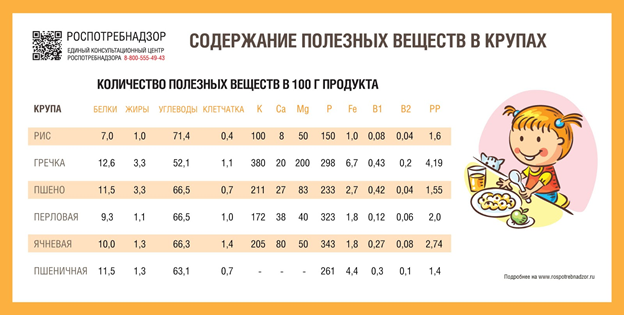 РОСПОТРЕБНАДЗОР
ЕДИНЫЙ КОНСУЛЬТАЦИОННЫЙ ЦЕНТР
РОСПОТРЕБНАДЗОРА 8-800-555-49-43
СОДЕРЖАНИЕ ПОЛЕЗНЫХ ВЕЩЕСТВ В КРУПАХ
КОЛИЧЕСТВО ПОЛЕЗНЫХ ВЕЩЕСТВ В 100 Г ПРОДУКТА
КРУПА БЕЛКИ ЖИРЫ УГЛЕВОДЫ КЛЕТЧАТКА K Ca Mg P Fe B1 B2 PP
РИС 7,0 1,0 71,4 0,4 100 8 50 150 1,0 0,08 0,04 1,6
ГРЕЧКА 12,6 3,3 52,1 1,1 380 20 200 298 6,7 0,43 0,2 4,19
ПШЕНО 11,5 3,3 66,5 0,7 211 27 83 233 2,7 0,42 0,04 1,55
ПЕРЛОВАЯ 9,3 1,1 66,5 1,0 172 38 40 323 1,8 0,12 0,06 2,0
ЯЧНЕВАЯ 10,0 1,3 66,3 1,4 205 80 50 343 1,8 0,27 0,08 2,74
ПШЕНИЧНАЯ 11,5 1,3 63,1 0,7 - - - 261 4,4 0,3 0,1 1,4
Подробнее на www.rospotrebnadzor.ru